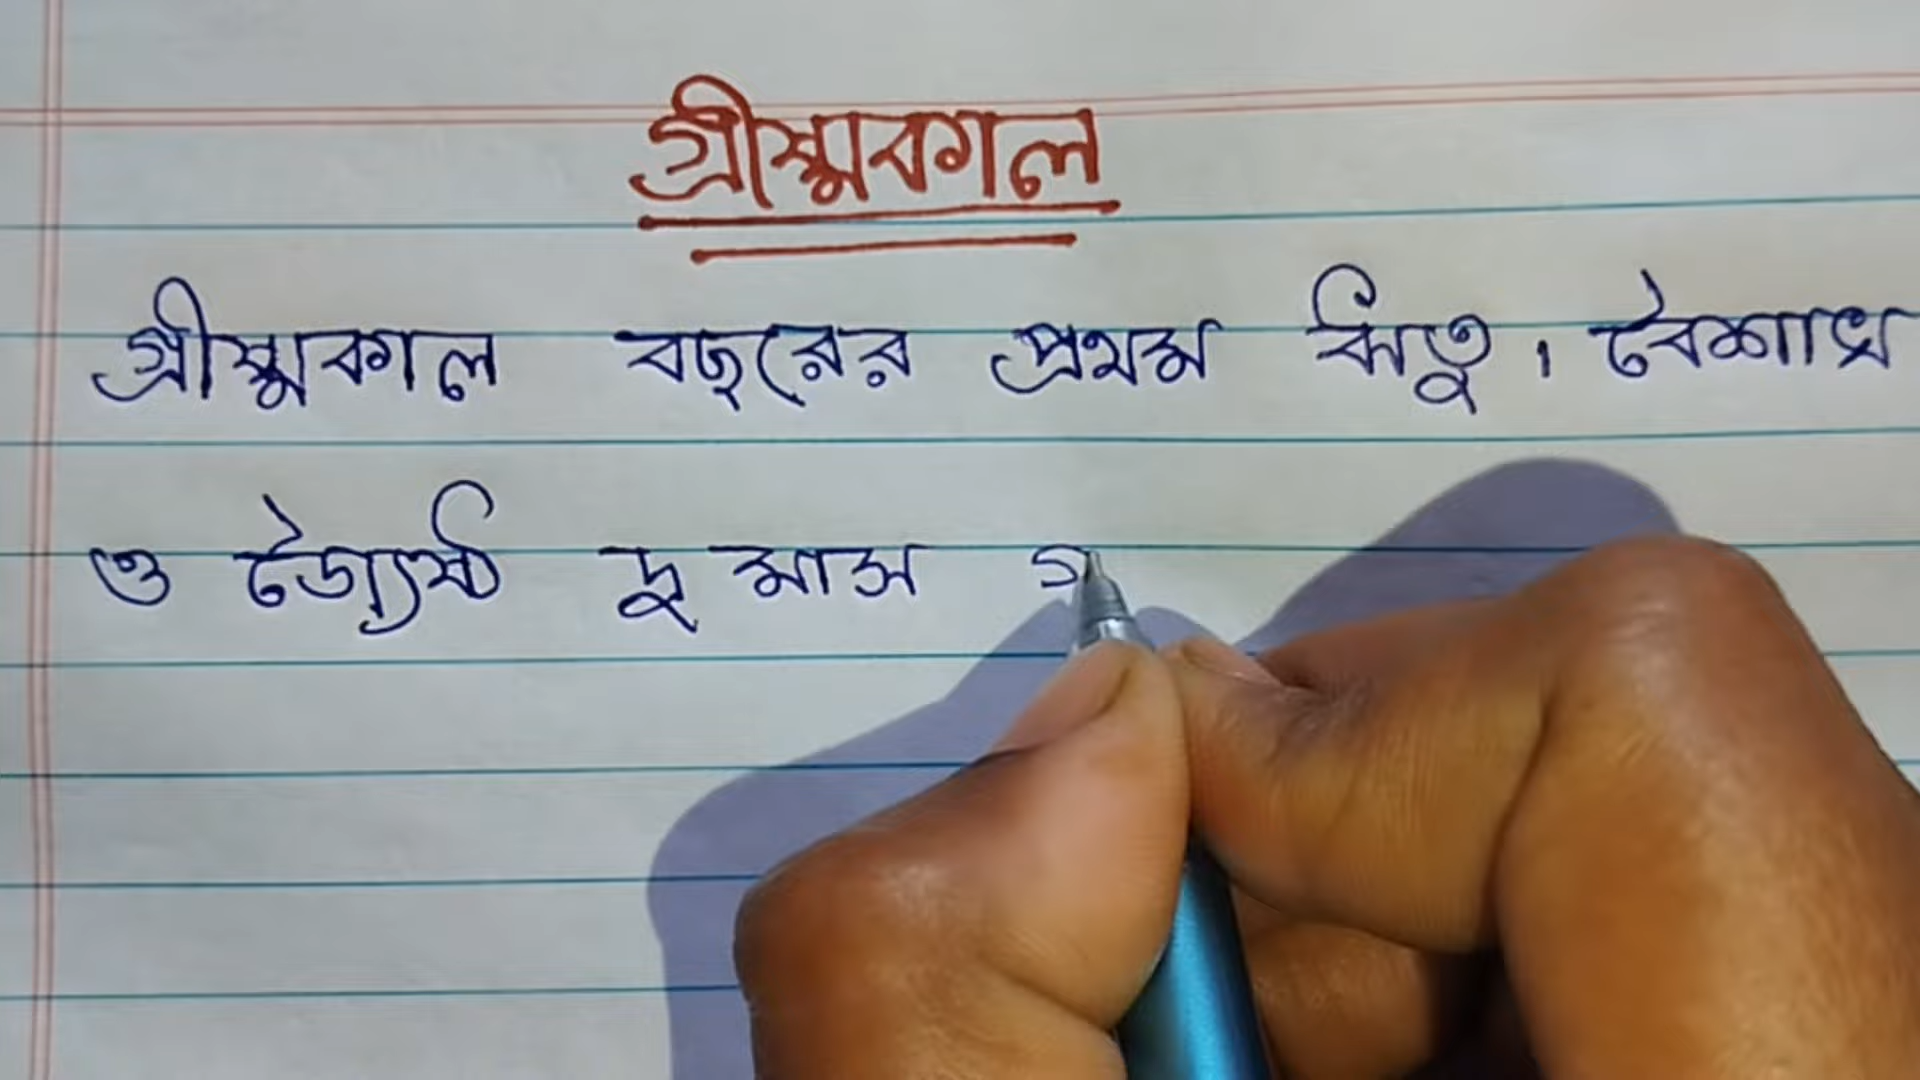 গ্রীষ্মকাল
গ্রীষ্মকাল বছরের প্রথম ঋতু। বৈশাখ
ও জ্যৈষ্ঠ দু মাস